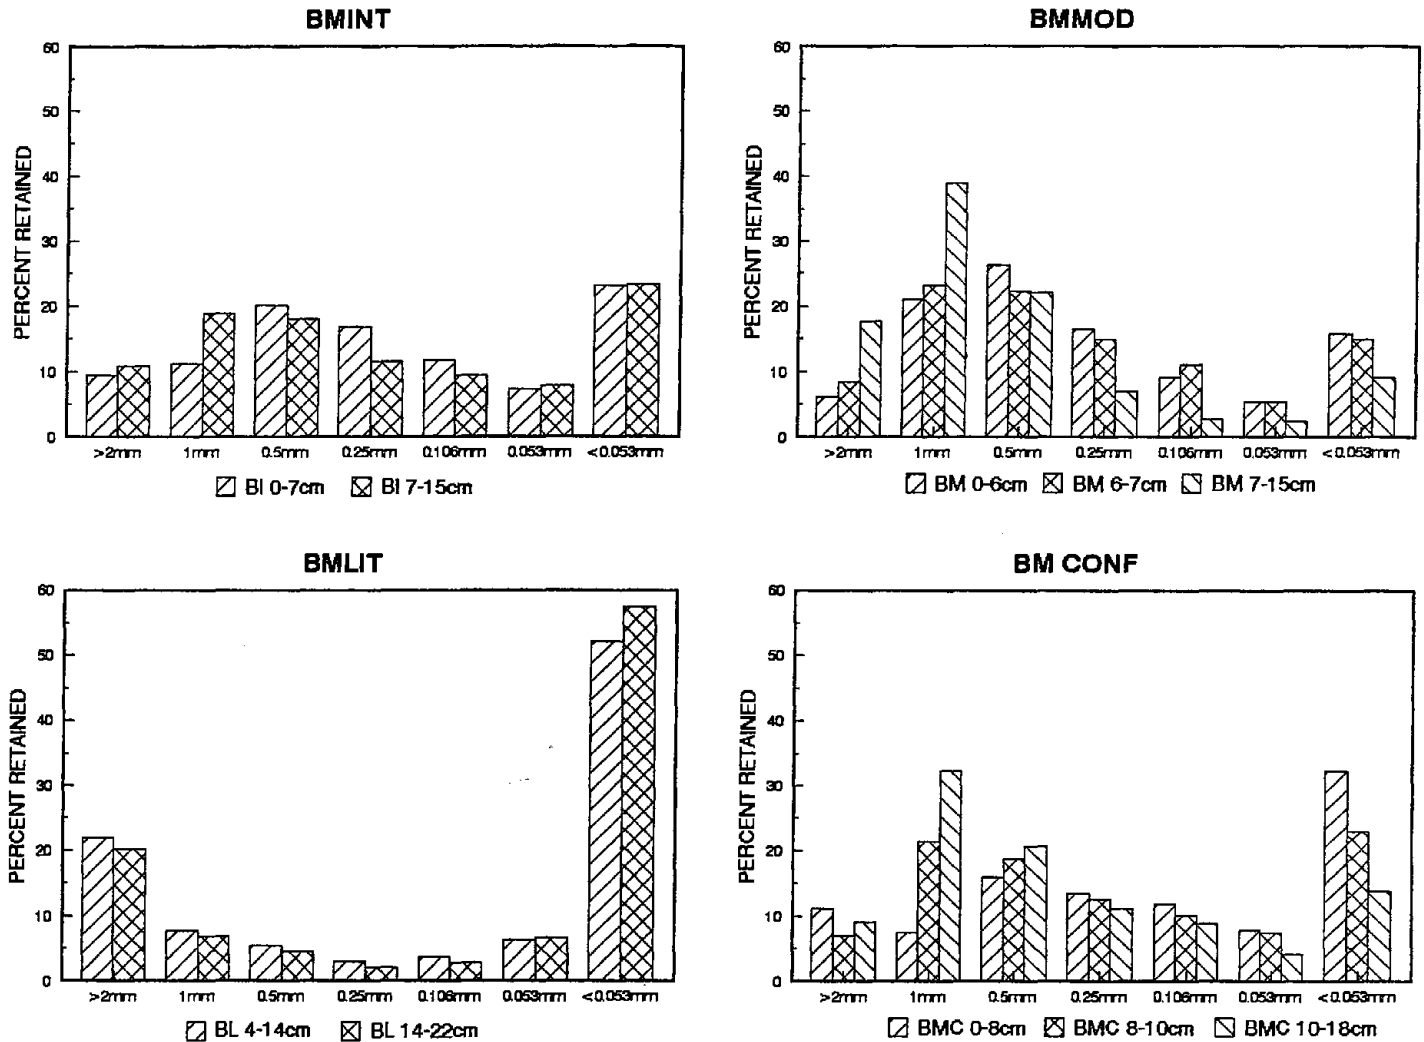 BMINT
PERCENT RETAINED
60
50
40
30
20
10
0
>2mm 1mm 0.5mm 0.25mm 0.106mm 0.053mm <0.053mm
BI 0-7cm BI 7-15cm
BMMOD
PERCENT RETAINED
60
50
40
30
20
10
0
>2mm 1mm 0.5mm 0.25mm 0.106mm 0.053mm <0.053mm
BM 0-6cm BM 6-7cm BM 7-15cm
BMLIT
PERCENT RETAINED
60
50
40
30
20
10
0
>2mm 1mm 0.5mm 0.25mm 0.106mm 0.053mm <0.053mm
BL 4-14cm BL 14-22cm
BM CONF
PERCENT RETAINED
60
50
40
30
20
10
0
>2mm 1mm 0.5mm 0.25mm 0.106mm 0.053mm <0.053mm
BMC 0-8cm BMC 8-10cm BMC 10-18cm